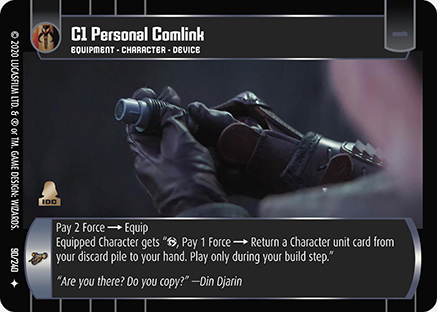 C1 Personal Comlink
EQUIPMENT - CHARACTER - DEVICE
© 2020 LUCASFILM LTD. & ® OR TM. GAME DESIGN: WIZARDS.
IDC
90/240
Pay 2 Force → Equip
Equipped Character gets “, Pay 1 Force → Return a Character unit card from
your discard pile to your hand. Play only during your build step.”
“Are you there? Do you copy?” —Din Djarin